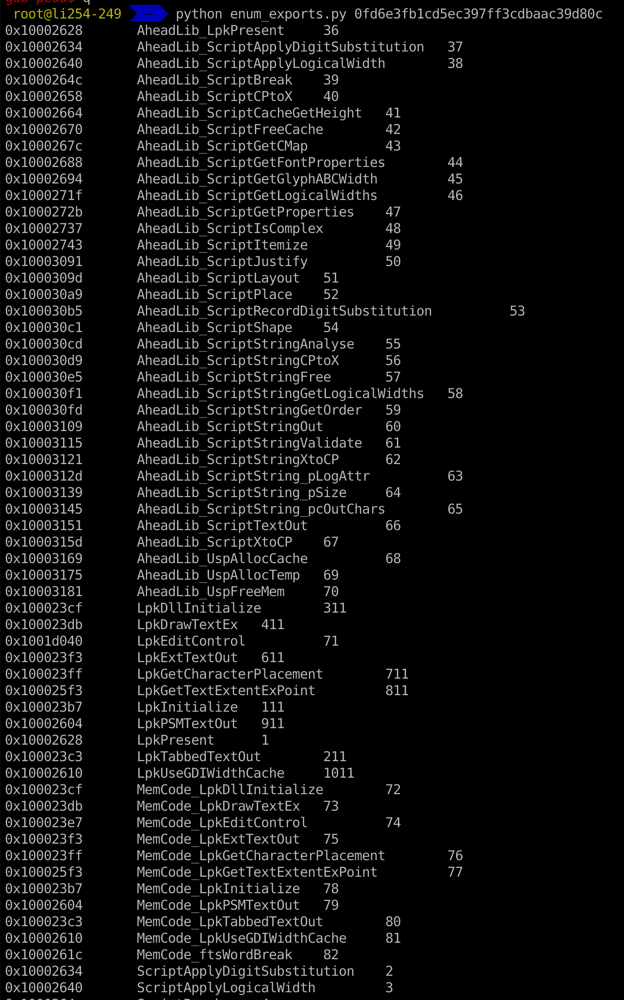 gdb-peda$ q
root@li254-249 ~ python enum_exports.py 0fd6e3fb1cd5ec397ff3cdbaac39d80c
0x10002628 AheadLib_LpkPresent 36
0x10002634 AheadLib_ScriptApplyDigitSubstitution 37
0x10002640 AheadLib_ScriptApplyLogicalWidth 38
0x1000264c AheadLib_ScriptBreak 39
0x10002658 AheadLib_ScriptCPtoX 40
0x10002664 AheadLib_ScriptCacheGetHeight 41
0x10002670 AheadLib_ScriptFreeCache 42
0x1000267c AheadLib_ScriptGetCMap 43
0x10002688 AheadLib_ScriptGetFontProperties 44
0x10002694 AheadLib_ScriptGetGlyphABCWidth 45
0x1000271f AheadLib_ScriptGetLogicalWidths 46
0x1000272b AheadLib_ScriptGetProperties 47
0x10002737 AheadLib_ScriptIsComplex 48
0x10002743 AheadLib_ScriptItemize 49
0x10003091 AheadLib_ScriptJustify 50
0x1000309d AheadLib_ScriptLayout 51
0x100030a9 AheadLib_ScriptPlace 52
0x100030b5 AheadLib_ScriptRecordDigitSubstitution 53
0x100030c1 AheadLib_ScriptShape 54
0x100030cd AheadLib_ScriptStringAnalyse 55
0x100030d9 AheadLib_ScriptStringCPtoX 56
0x100030e5 AheadLib_ScriptStringFree 57
0x100030f1 AheadLib_ScriptStringGetLogicalWidths 58
0x100030fd AheadLib_ScriptStringGetOrder 59
0x10003109 AheadLib_ScriptStringOut 60
0x10003115 AheadLib_ScriptStringValidate 61
0x10003121 AheadLib_ScriptStringXtoCP 62
0x1000312d AheadLib_ScriptString_pLogAttr 63
0x10003139 AheadLib_ScriptString_pSize 64
0x10003145 AheadLib_ScriptString_pcOutChars 65
0x10003151 AheadLib_ScriptTextOut 66
0x1000315d AheadLib_ScriptXtoCP 67
0x10003169 AheadLib_UspAllocCache 68
0x10003175 AheadLib_UspAllocTemp 69
0x10003181 AheadLib_UspFreeMem 70
0x100023cf LpkDllInitialize 311
0x100023db LpkDrawTextEx 411
0x1001d040 LpkEditControl 71
0x100023f3 LpkExtTextOut 611
0x100023ff LpkGetCharacterPlacement 711
0x100025f3 LpkGetTextExtentExPoint 811
0x100023b7 LpkInitialize 111
0x10002604 LpkPSMTextOut 911
0x10002628 LpkPresent 1
0x100023c3 LpkTabbedTextOut 211
0x10002610 LpkUseGDIWidthCache 1011
0x100023cf MemCode_LpkDllInitialize 72
0x100023db MemCode_LpkDrawTextEx 73
0x100023e7 MemCode_LpkEditControl 74
0x100023f3 MemCode_LpkExtTextOut 75
0x100023ff MemCode_LpkGetCharacterPlacement 76
0x100025f3 MemCode_LpkGetTextExtentExPoint 77
0x100023b7 MemCode_LpkInitialize 78
0x10002604 MemCode_LpkPSMTextOut 79
0x100023c3 MemCode_LpkTabbedTextOut 80
0x10002610 MemCode_LpkUseGDIWidthCache 81
0x1000261c MemCode_ftsWordBreak 82
0x10002634 ScriptApplyDigitSubstitution 2
0x10002640 ScriptApplyLogicalWidth 3